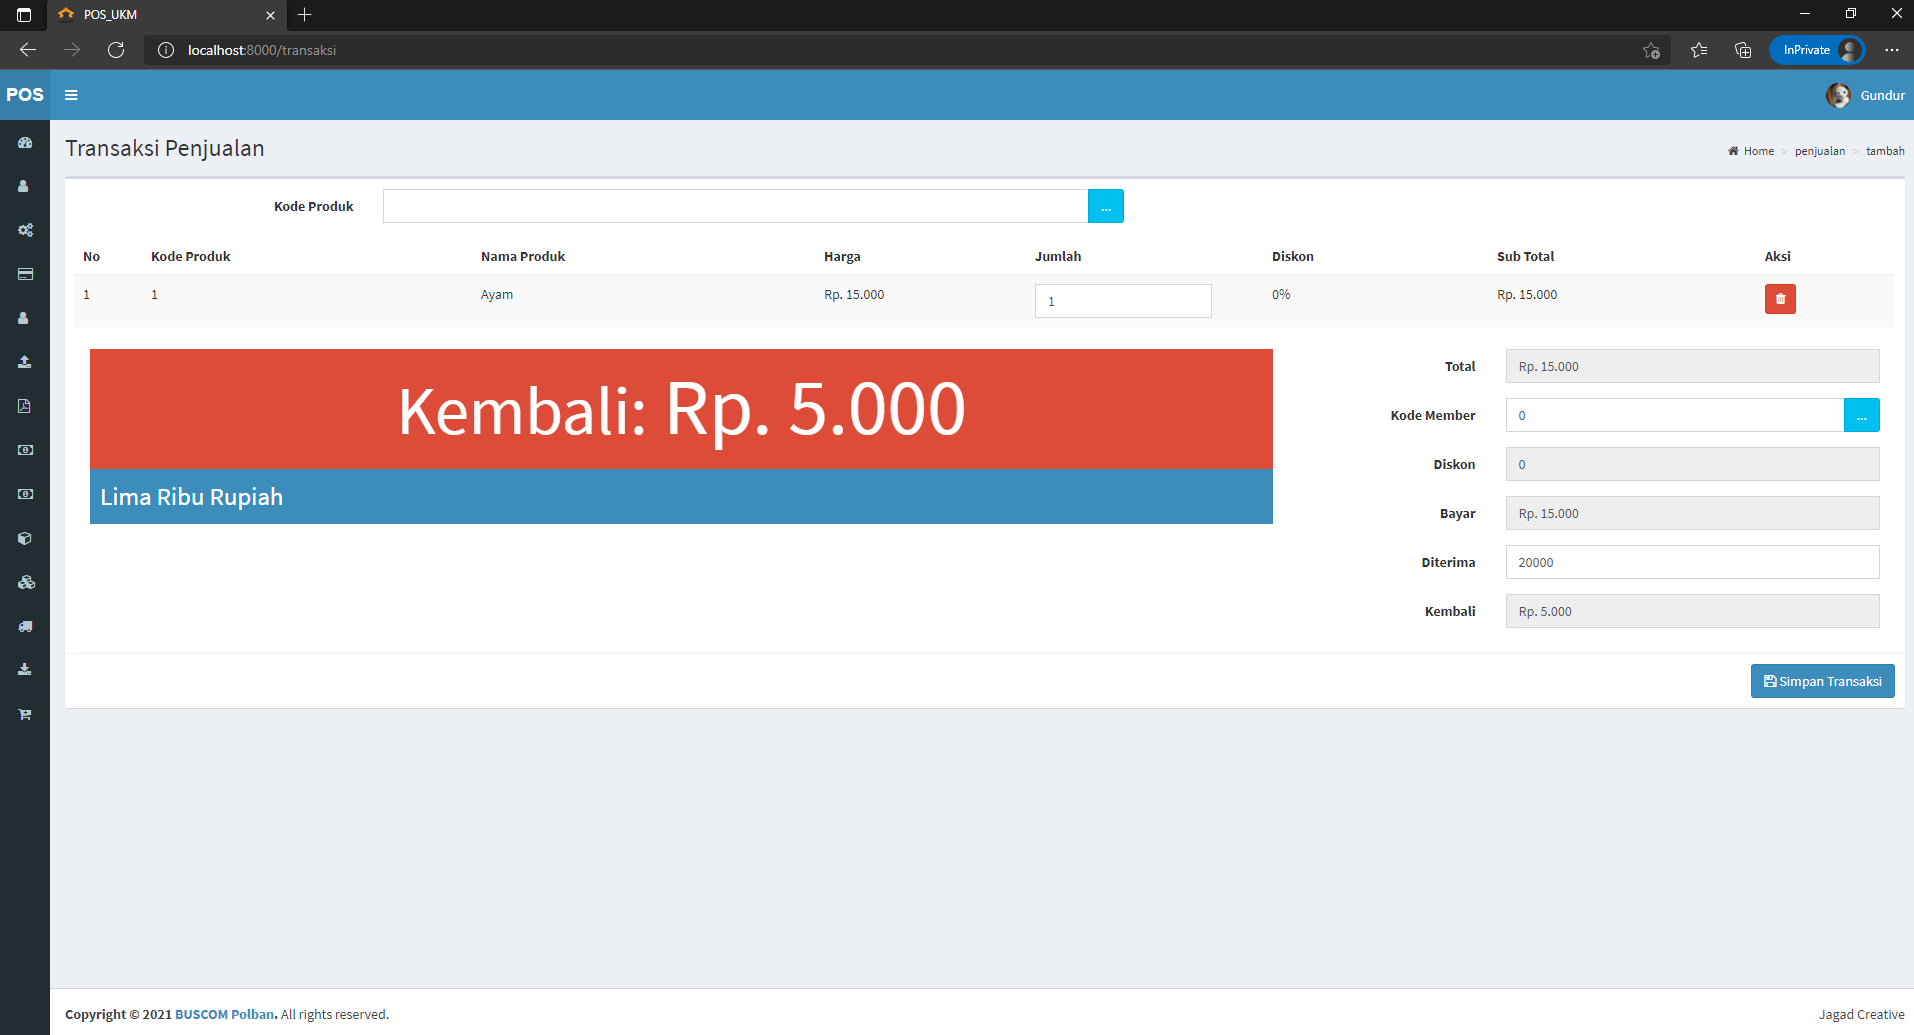 POS_UKM
localhost:8000/transaksi
InPrivate
POS
Gundur
Transaksi Penjualan
Home > penjualan > tambah
Kode Produk
...
No Kode Produk Nama Produk Harga Jumlah Diskon Sub Total Aksi
1 1 Ayam Rp. 15.000 1 0% Rp. 15.000
Kembali: Rp. 5.000
Lima Ribu Rupiah
Total Rp. 15.000
Kode Member 0 ...
Diskon 0
Bayar Rp. 15.000
Diterima 20000
Kembali Rp. 5.000
Simpan Transaksi
Copyright © 2021 BUSCOM Polban. All rights reserved.
Jagad Creative